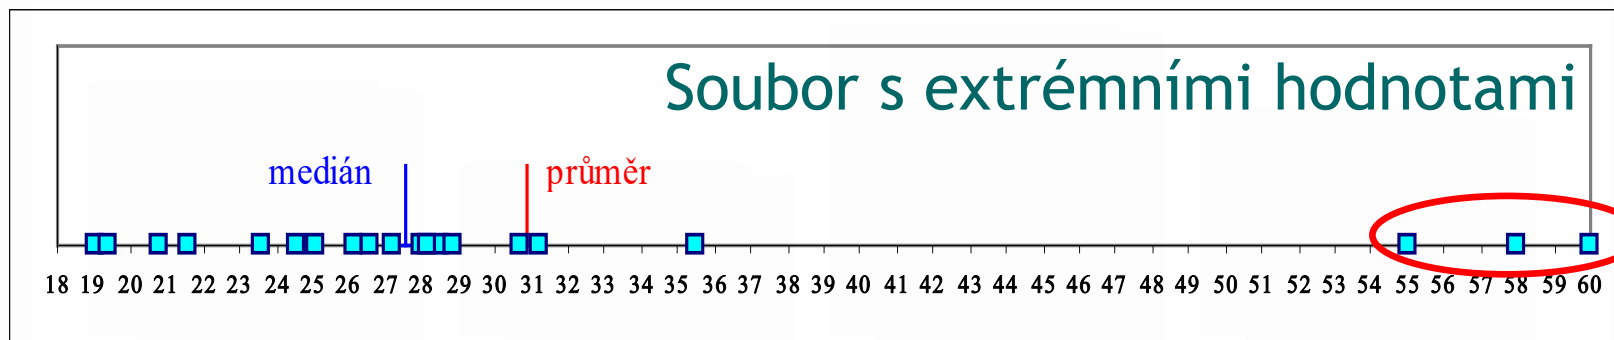 Soubor s extrémními hodnotami
medián průměr
18 19 20 21 22 23 24 25 26 27 28 29 30 31 32 33 34 35 36 37 38 39 40 41 42 43 44 45 46 47 48 49 50 51 52 53 54 55 56 57 58 59 60